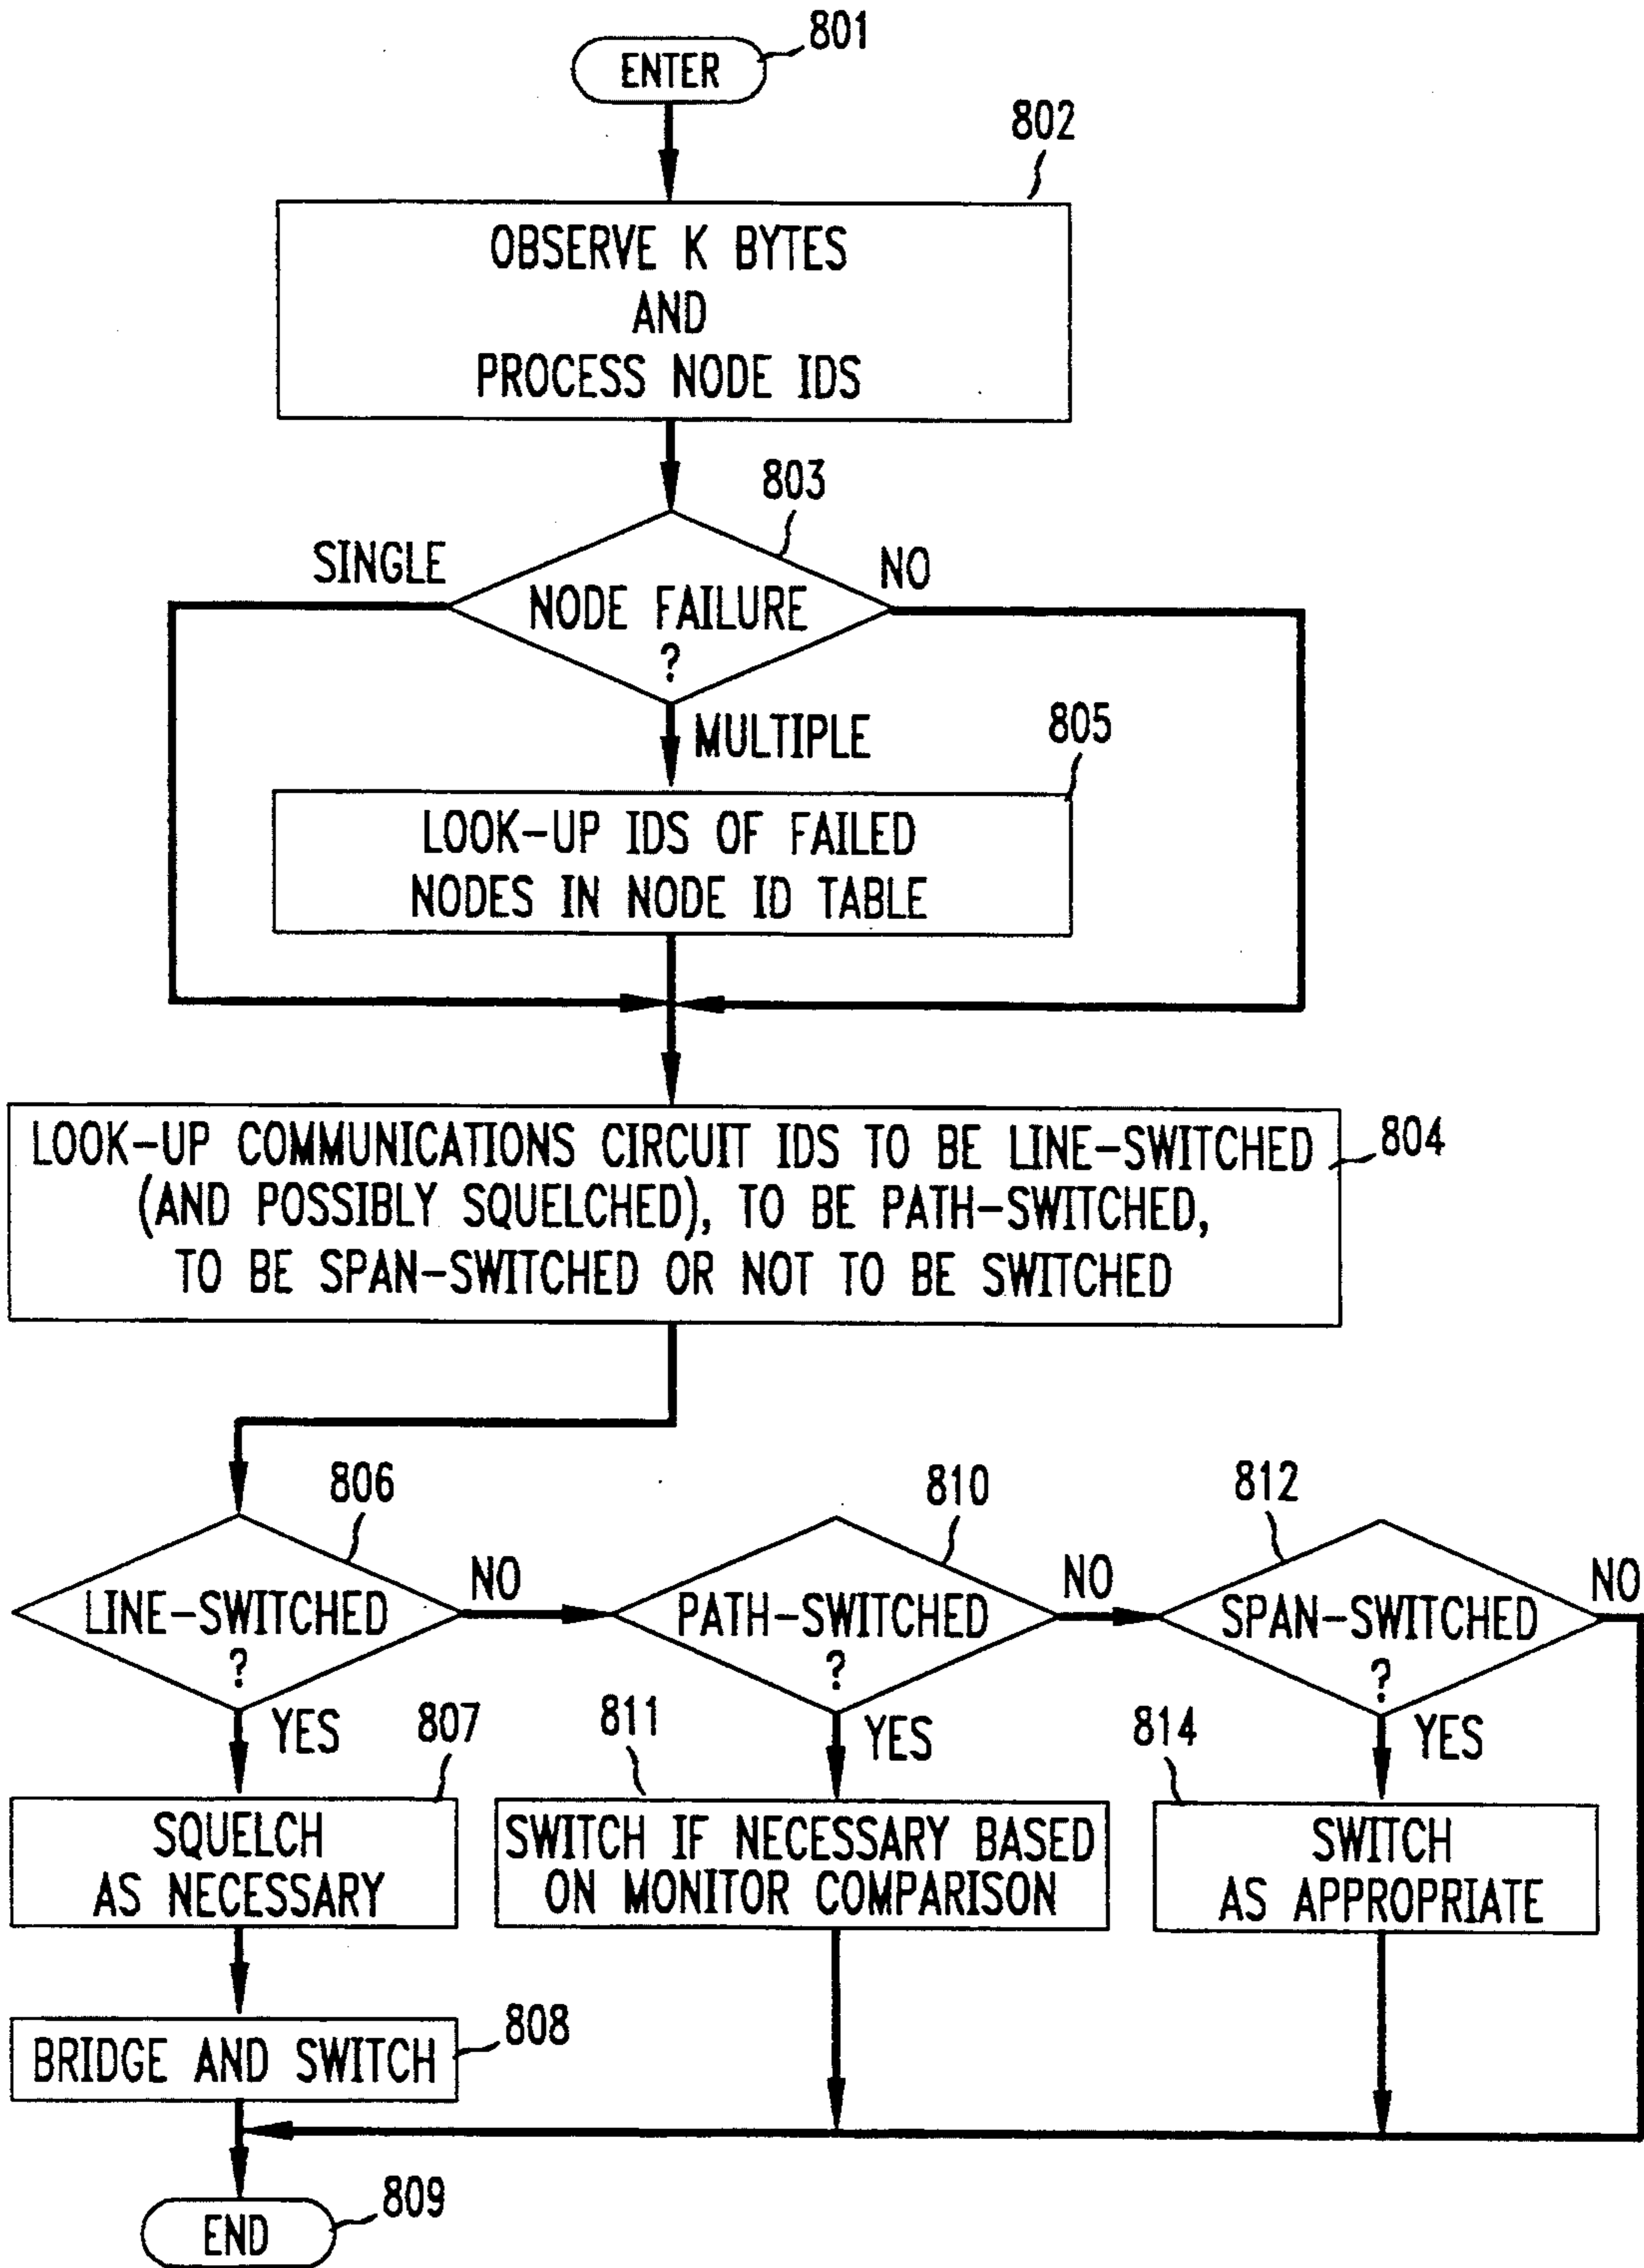 ENTER
801
802
OBSERVE K BYTES
AND
PROCESS NODE IDS
803
SINGLE
NO
NODE FAILURE
?
MULTIPLE
805
LOOK-UP IDS OF FAILED
NODES IN NODE ID TABLE
LOOK-UP COMMUNICATIONS CIRCUIT IDS TO BE LINE-SWITCHED
(AND POSSIBLY SQUELCHED), TO BE PATH-SWITCHED,
TO BE SPAN-SWITCHED OR NOT TO BE SWITCHED
804
806
810
812
LINE-SWITCHED
?
NO
PATH-SWITCHED
?
NO
SPAN-SWITCHED
?
NO
YES
807
811
YES
814
YES
SQUELCH
AS NECESSARY
SWITCH IF NECESSARY BASED
ON MONITOR COMPARISON
SWITCH
AS APPROPRIATE
BRIDGE AND SWITCH
808
END
809